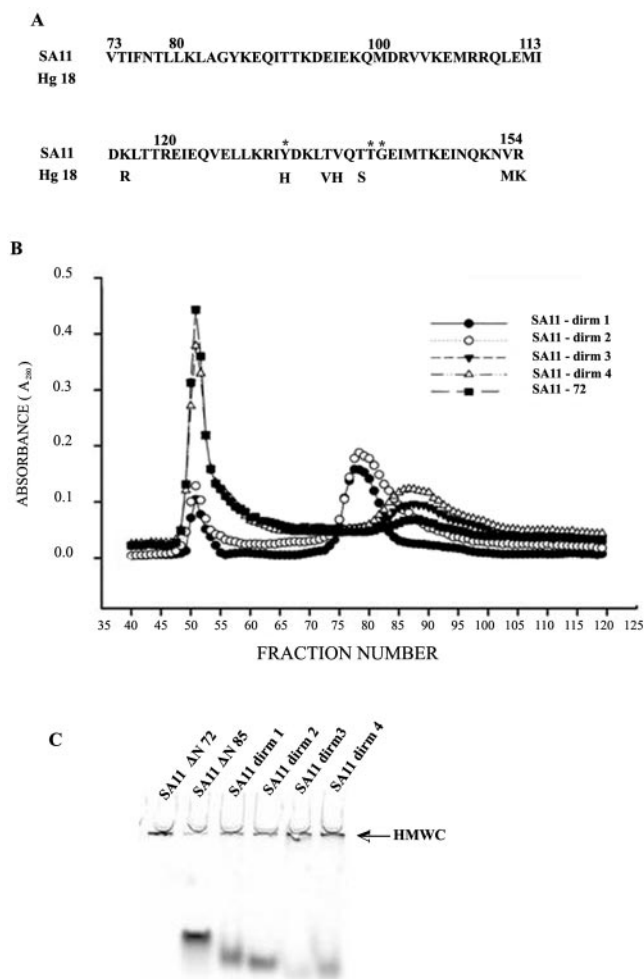 A
73 80 100 113
SA11 VTIFNTLLKLAGYKEQITTKDEIEKQMDRVVKEMRRQLEMI
Hg 18
120 * * * 154
SA11 DKLTTREIEQVELLKRIYDKLTVQTTGEIMTKEINQKNVR
Hg 18 R H VH S MK
B
0.5
0.4
0.3
0.2
0.1
0.0
ABSORBANCE ( A280)
SA11 - dirm 1
SA11 - dirm 2
SA11 - dirm 3
SA11 - dirm 4
SA11 - 72
35 40 45 50 55 60 65 70 75 80 85 90 95 100 105 110 115 120 125
FRACTION NUMBER
C
SA11 ΔN 72
SA11 ΔN 85
SA11 dirm 1
SA11 dirm 2
SA11 dirm3
SA11 dirm 4
HMWC